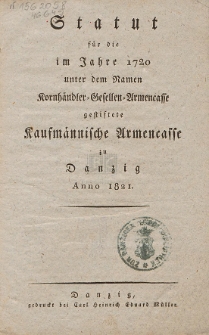 Statut
für die
im Jahre 1720
unter dem Namen
Kornhändler-Gesellen-Armencasse
gestiftete
Kaufmännische Armencasse
zu
Danzig
Anno 1821.
Danzig,
gedruckt bei Carl Heinrich Eduard Müller.